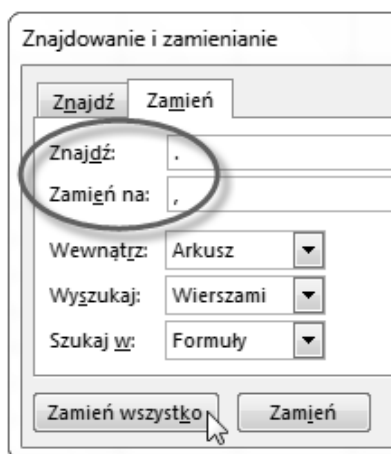 Znajdowanie i zamienianie
Znajdź Zamień
Znajdź: .
Zamień na: ,
Wewnątrz: Arkusz
Wyszukaj: Wierszami
Szukaj w: Formuły
Zamień wszystko Zamień